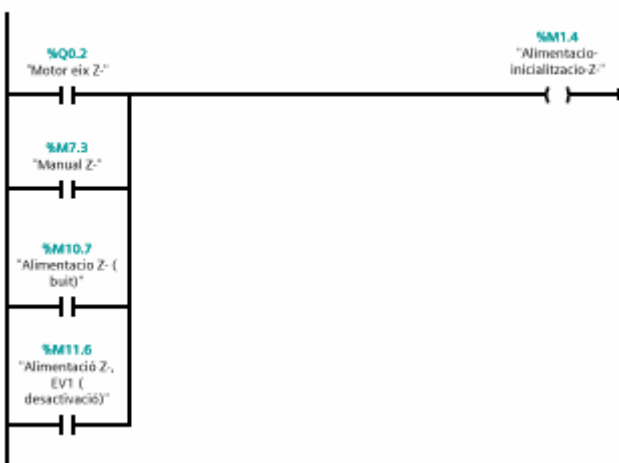 %Q0.2
"Motor eix Z-"
%M1.4
"Alimentacio-
inicialitzacio-Z-"
%M7.3
"Manual Z-"
%M10.7
"Alimentacio Z- (
buit)"
%M11.6
"Alimentació Z-,
EV1 (
desactivació)"